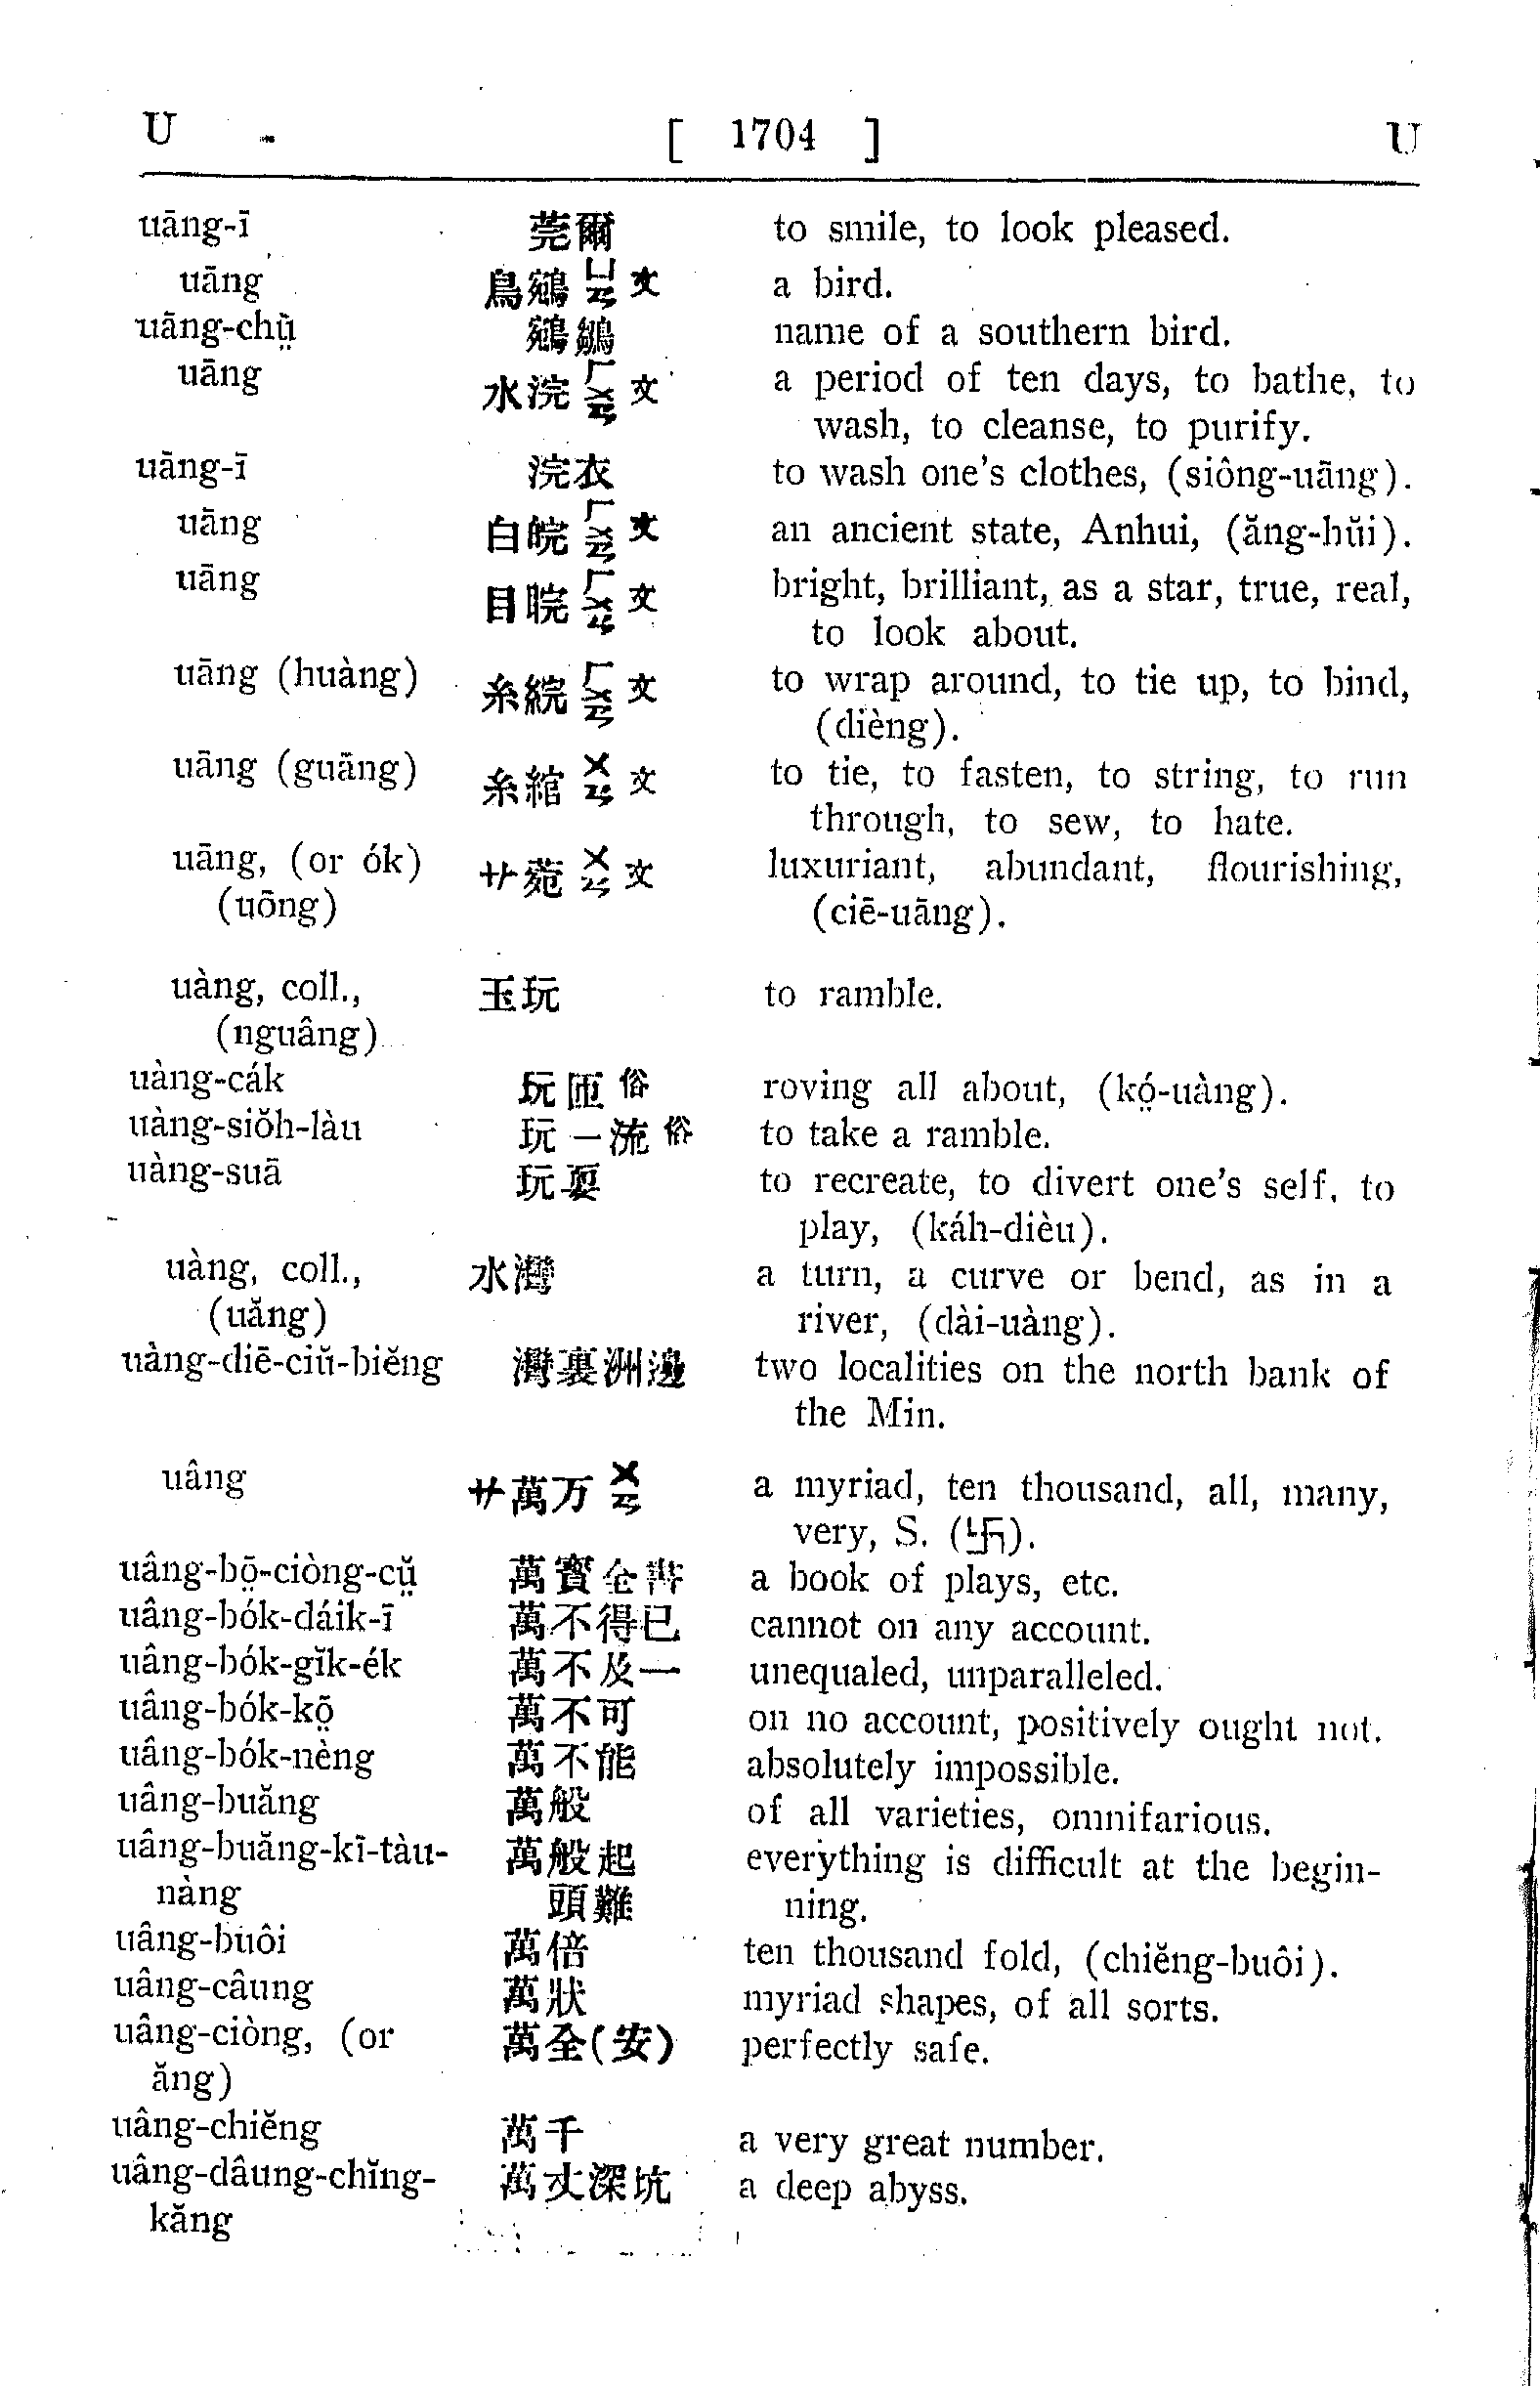 U [ 1704 ] U
uāng-ī 莞爾 to smile, to look pleased.
uāng 鳥鵷 ㄩㄢ 文 a bird.
uāng-chṳ̀ 鵷鶵 name of a southern bird.
uāng 水浣 ㄏㄨㄢ 文 a period of ten days, to bathe, to
wash, to cleanse, to purify.
uāng-ī 浣衣 to wash one's clothes, (siông-uāng).
uāng 白皖 ㄏㄨㄢ 文 an ancient state, Anhui, (ăng-hŭi).
uāng 目睆 ㄏㄨㄢ 文 bright, brilliant, as a star, true, real,
to look about.
uāng (huàng) 糸綄 ㄏㄨㄢ 文 to wrap around, to tie up, to bind,
(dièng).
uāng (guāng) 糸綰 ㄨㄢ 文 to tie, to fasten, to string, to run
through, to sew, to hate.
uāng, (or ók) 艹菀 ㄨㄢ 文 luxuriant, abundant, flourishing,
(uōng) (ciē-uāng).
uàng, coll., 玉玩 to ramble.
(nguâng)
uàng-cák 玩匝 俗 roving all about, (kó̤-uàng).
uàng-siŏh-làu 玩一流 俗 to take a ramble.
uàng-suā 玩耍 to recreate, to divert one's self, to
play, (káh-dièu).
uàng, coll., 水灣 a turn, a curve or bend, as in a
(uăng) river, (dài-uàng).
uàng-diē-ciŭ-biĕng 灣裏洲邊 two localities on the north bank of
the Min.
uâng 艹萬万 ㄨㄢ a myriad, ten thousand, all, many,
very, S. (卐).
uâng-bō̤-ciòng-cṳ̆ 萬寳全書 a book of plays, etc.
uâng-bók-dáik-ī 萬不得已 cannot on any account.
uâng-bók-gĭk-ék 萬不及一 unequaled, unparalleled.
uâng-bók-kō̤ 萬不可 on no account, positively ought not.
uâng-bók-nèng 萬不能 absolutely impossible.
uâng-buăng 萬般 of all varieties, omnifarious.
uâng-buăng-kī-tàu- 萬般起 everything is difficult at the begin-
nàng 頭難 ning.
uâng-buôi 萬倍 ten thousand fold, (chiĕng-buôi).
uâng-câung 萬狀 myriad shapes, of all sorts.
uâng-ciòng, (or 萬全(安) perfectly safe.
ăng)
uâng-chiĕng 萬千 a very great number.
uâng-dâung-chĭng- 萬丈深坑 a deep abyss.
kăng